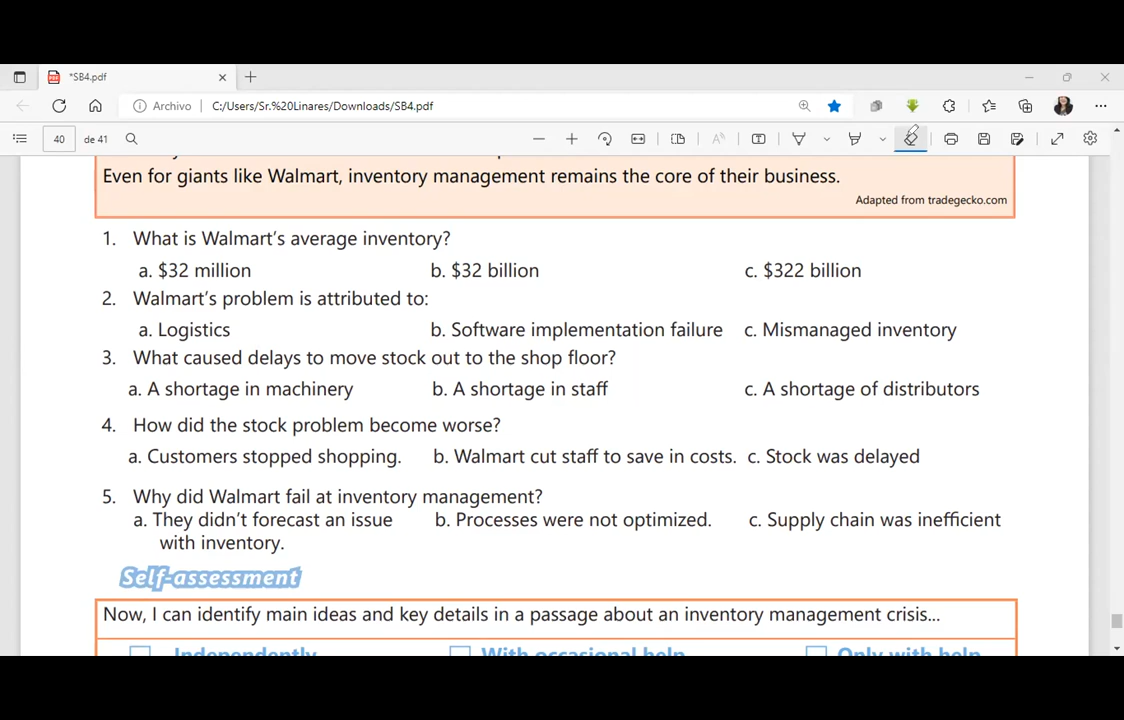 *SB4.pdf
Archivo C:/Users/Sr.%20Linares/Downloads/SB4.pdf
40 de 41
Even for giants like Walmart, inventory management remains the core of their business.
Adapted from tradegecko.com
1. What is Walmart's average inventory?
a. $32 million b. $32 billion c. $322 billion
2. Walmart's problem is attributed to:
a. Logistics b. Software implementation failure c. Mismanaged inventory
3. What caused delays to move stock out to the shop floor?
a. A shortage in machinery b. A shortage in staff c. A shortage of distributors
4. How did the stock problem become worse?
a. Customers stopped shopping. b. Walmart cut staff to save in costs. c. Stock was delayed
5. Why did Walmart fail at inventory management?
a. They didn't forecast an issue b. Processes were not optimized. c. Supply chain was inefficient
with inventory.
Self-assessment
Now, I can identify main ideas and key details in a passage about an inventory management crisis...
Independently With occasional help Only with help